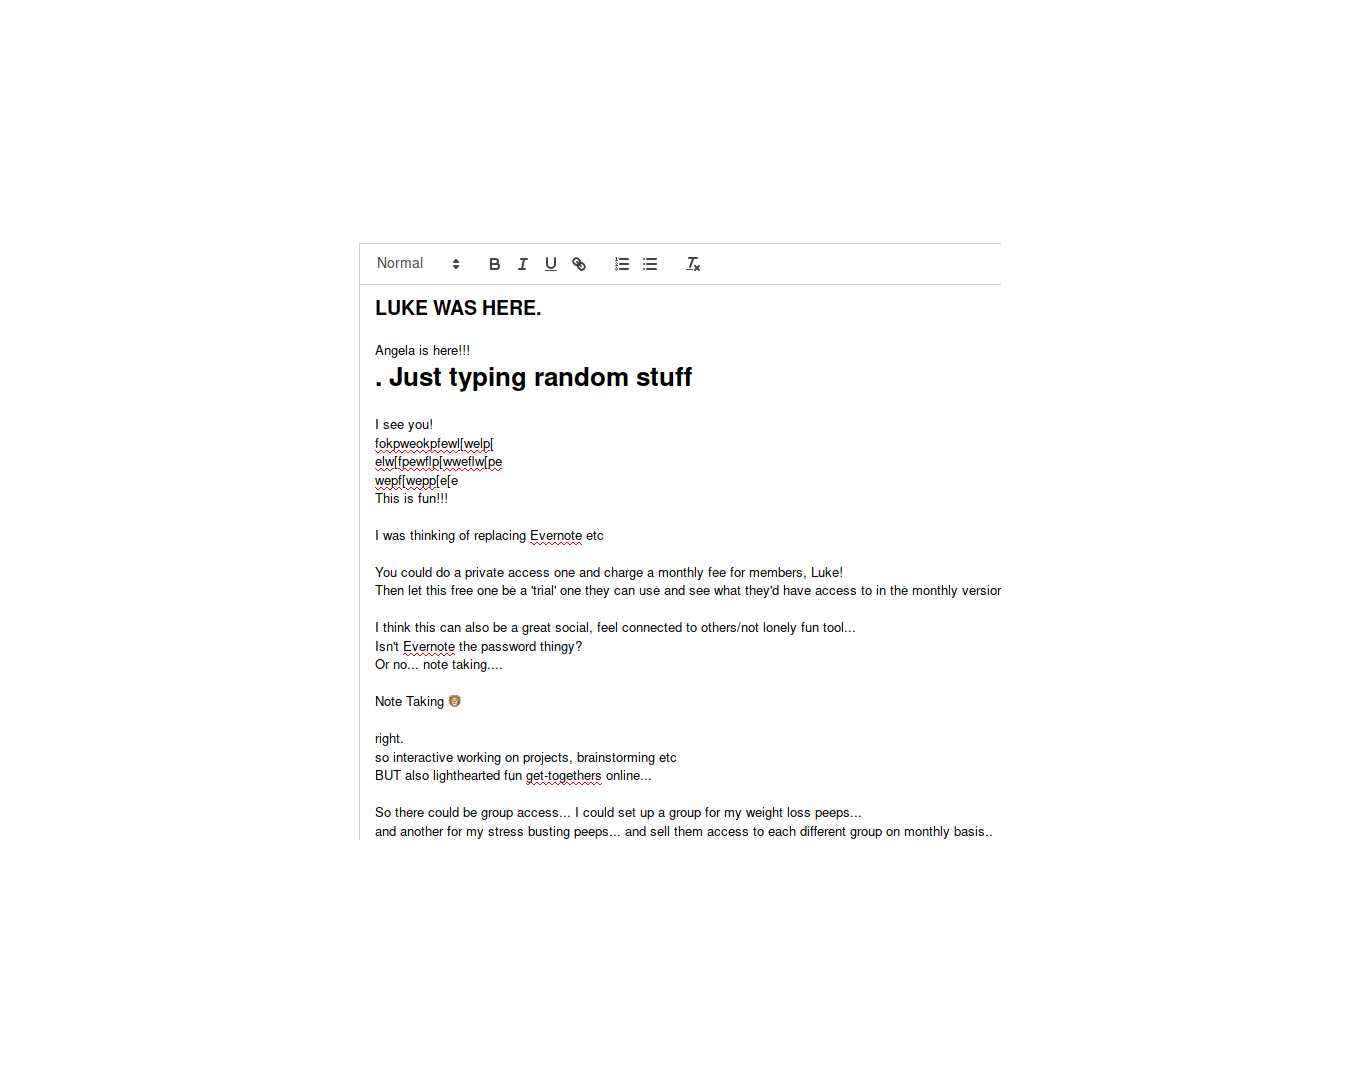 Normal
LUKE WAS HERE.
Angela is here!!!
. Just typing random stuff
I see you!
fokpweokpfewl[welp[
elw[fpewflp[wweflw[pe
wepf[wepp[e[e
This is fun!!!
I was thinking of replacing Evernote etc
You could do a private access one and charge a monthly fee for members, Luke!
Then let this free one be a 'trial' one they can use and see what they'd have access to in the monthly version
I think this can also be a great social, feel connected to others/not lonely fun tool...
Isn't Evernote the password thingy?
Or no... note taking....
Note Taking 🦁
right.
so interactive working on projects, brainstorming etc
BUT also lighthearted fun get-togethers online...
So there could be group access... I could set up a group for my weight loss peeps...
and another for my stress busting peeps... and sell them access to each different group on monthly basis..